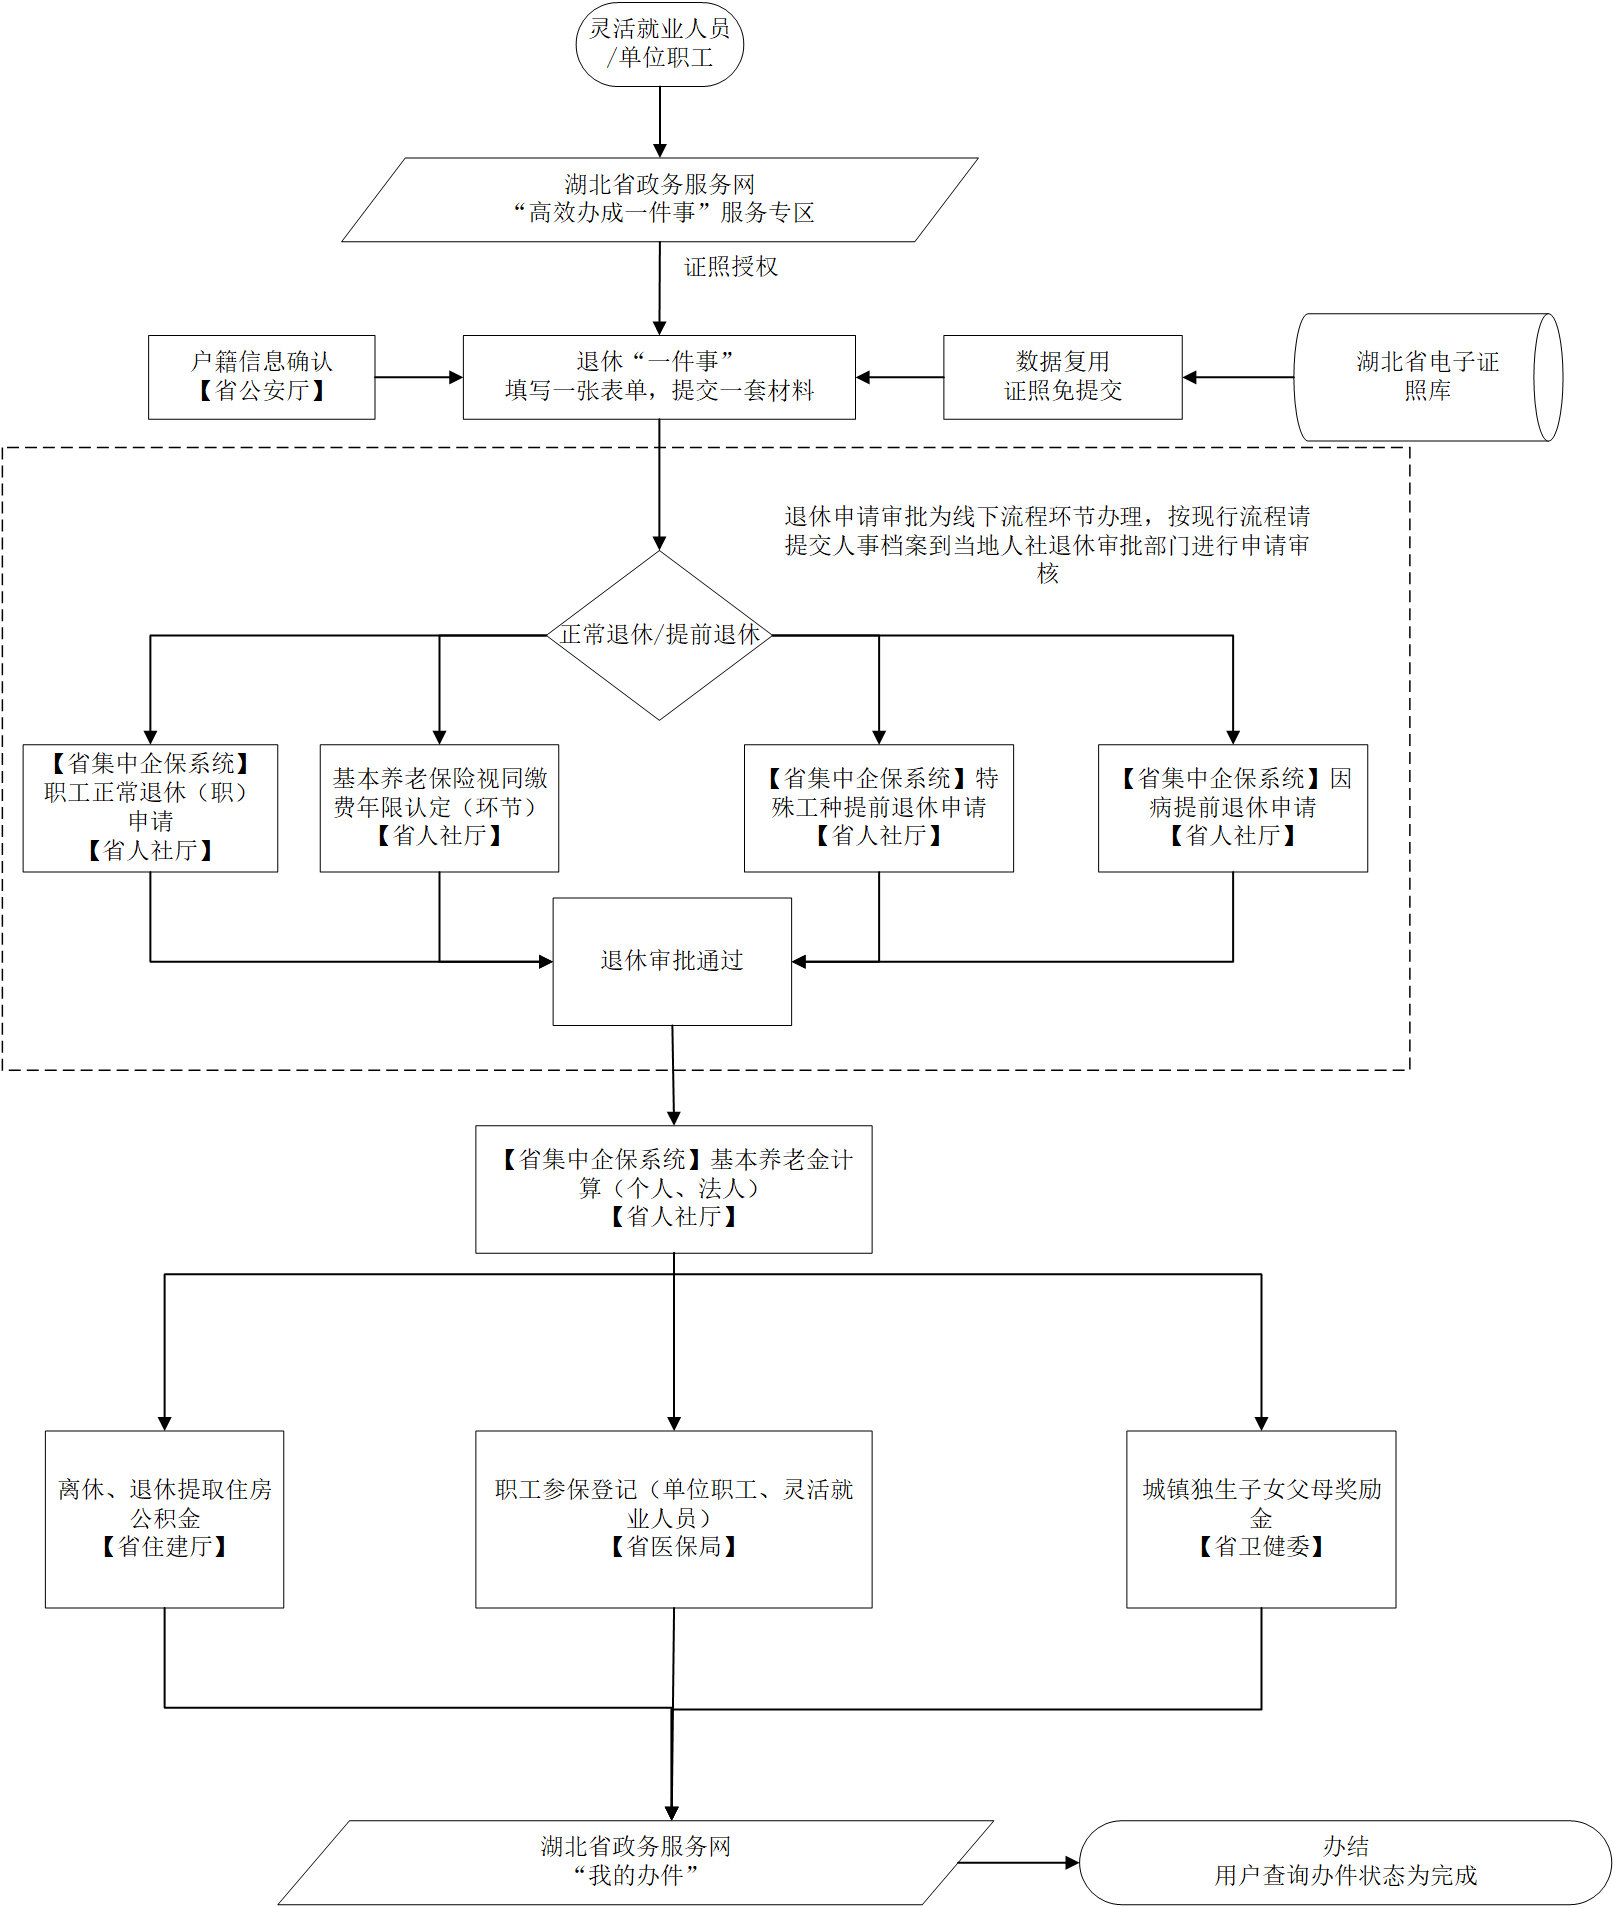 灵活就业人员
/单位职工
湖北省政务服务网
“高效办成一件事”服务专区
证照授权
户籍信息确认
【省公安厅】
退休“一件事”
填写一张表单，提交一套材料
数据复用
证照免提交
湖北省电子证
照库
退休申请审批为线下流程环节办理，按现行流程请
提交人事档案到当地人社退休审批部门进行申请审
核
正常退休/提前退休
【省集中企保系统】
职工正常退休（职）
申请
【省人社厅】
基本养老保险视同缴
费年限认定（环节）
【省人社厅】
【省集中企保系统】特
殊工种提前退休申请
【省人社厅】
【省集中企保系统】因
病提前退休申请
【省人社厅】
退休审批通过
【省集中企保系统】基本养老金计
算（个人、法人）
【省人社厅】
离休、退休提取住房
公积金
【省住建厅】
职工参保登记（单位职工、灵活就
业人员）
【省医保局】
城镇独生子女父母奖励
金
【省卫健委】
湖北省政务服务网
“我的办件”
办结
用户查询办件状态为完成